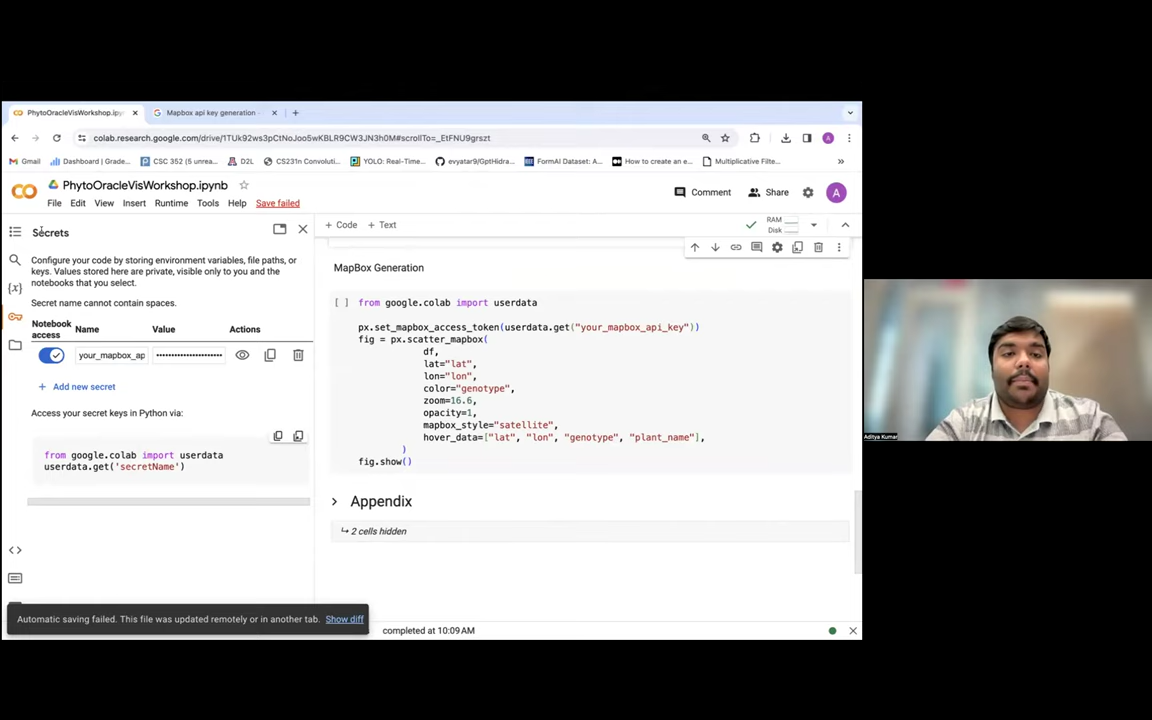 PhytoOracleVisWorkshop.ipyn
Mapbox api key generation
colab.research.google.com/drive/1TUk92ws3pCtNoJoo5wKBLR9CW3JN3h0M#scrollTo=_EtFNU9grszt
Gmail
Dashboard | Grade...
CSC 352 (5 unrea...
D2L
CS231n Convoluti...
YOLO: Real-Time...
evyatar9/GptHidra...
FormAI Dataset: A...
How to create an e...
Multiplicative Filte...
PhytoOracleVisWorkshop.ipynb
Comment
Share
A
File Edit View Insert Runtime Tools Help Save failed
Secrets
+ Code + Text
RAM
Disk
Configure your code by storing environment variables, file paths, or
keys. Values stored here are private, visible only to you and the
notebooks that you select.
Secret name cannot contain spaces.
Notebook
access
Name
Value
Actions
your_mapbox_ap
••••••••••••••••••••••
+ Add new secret
Access your secret keys in Python via:
from google.colab import userdata
userdata.get('secretName')
MapBox Generation
[ ] from google.colab import userdata
px.set_mapbox_access_token(userdata.get("your_mapbox_api_key"))
fig = px.scatter_mapbox(
df,
lat="lat",
lon="lon",
color="genotype",
zoom=16.6,
opacity=1,
mapbox_style="satellite",
hover_data=["lat", "lon", "genotype", "plant_name"],
)
fig.show()
Appendix
2 cells hidden
Automatic saving failed. This file was updated remotely or in another tab. Show diff
completed at 10:09 AM
Aditya Kumar